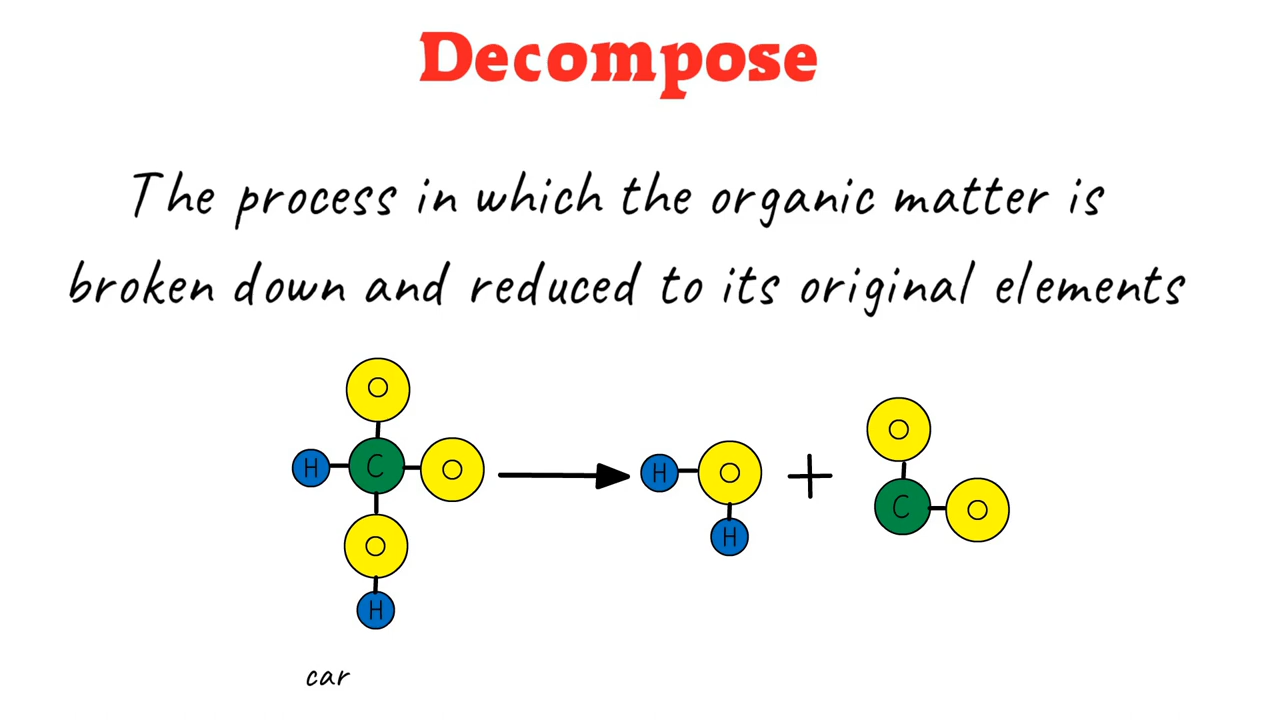 Decompose
The process in which the organic matter is
broken down and reduced to its original elements
O
H C O H O + O
O H C O
H
car